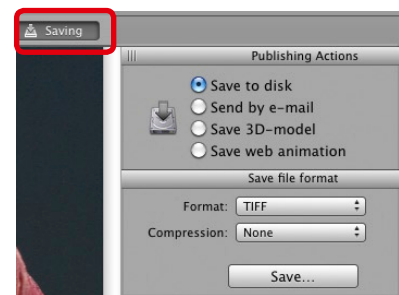 Saving
Publishing Actions
Save to disk
Send by e-mail
Save 3D-model
Save web animation
Save file format
Format: TIFF
Compression: None
Save...